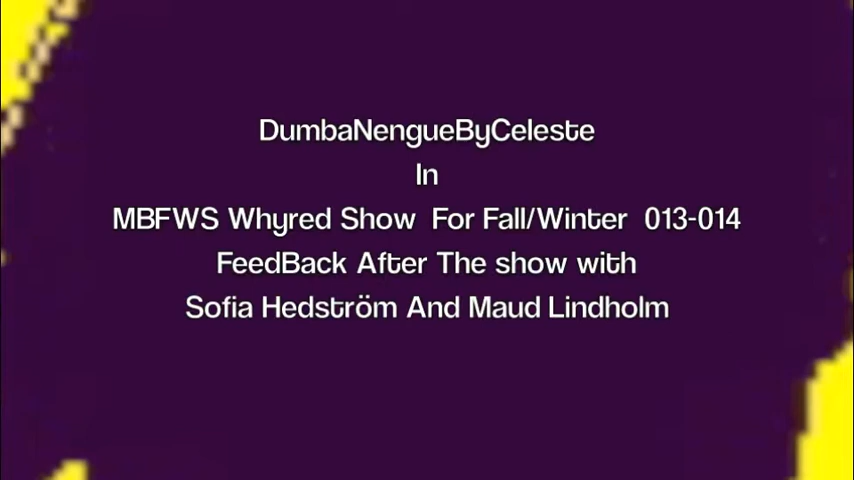 DumbaNengueByCeleste
In
MBFWS Whyred Show  For Fall/Winter  013-014
FeedBack After The show with
Sofia Hedström And Maud Lindholm